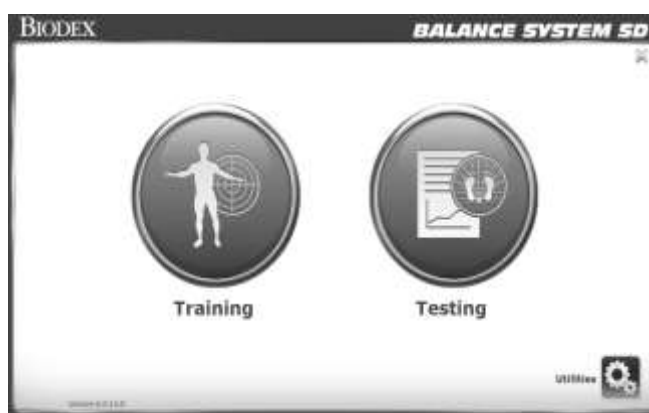 BIODEX
BALANCE SYSTEM SD
Training
Testing
Utilities